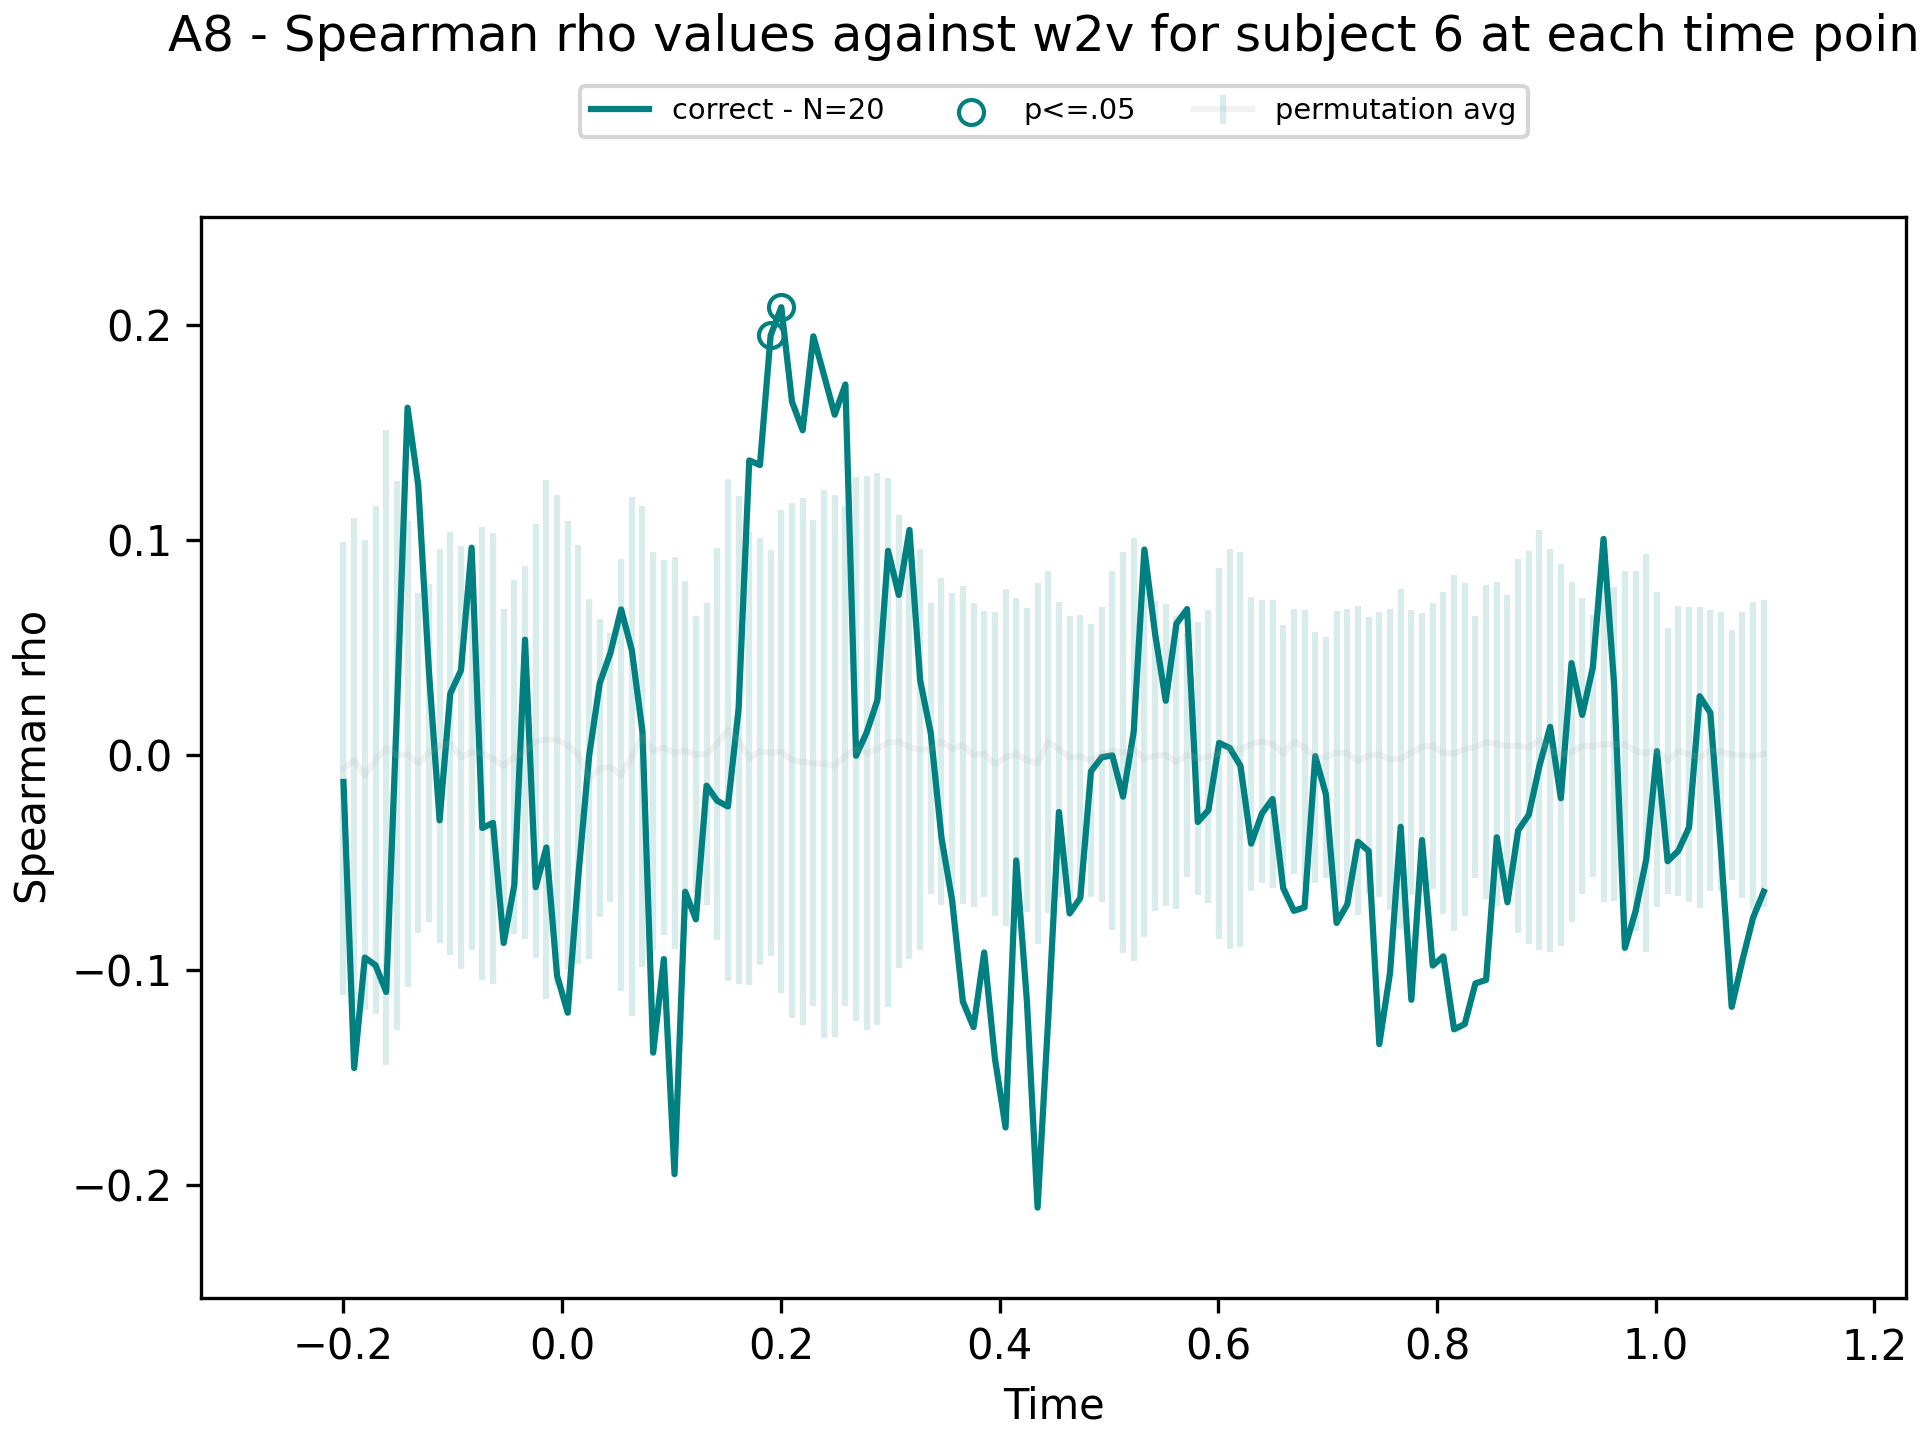 A8 - Spearman rho values against w2v for subject 6 at each time poin
correct - N=20 p<=.05 permutation avg
Spearman rho
0.2
0.1
0.0
−0.1
−0.2
−0.2 0.0 0.2 0.4 0.6 0.8 1.0 1.2
Time